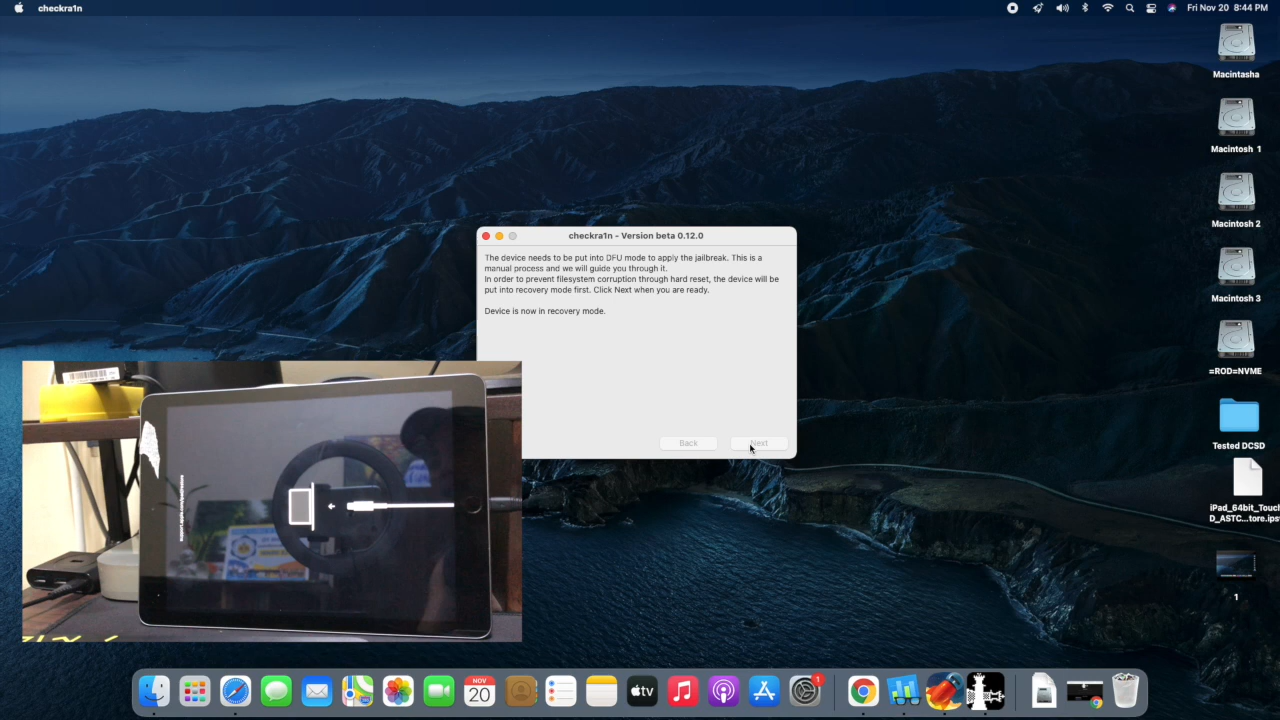 checkra1n
Fri Nov 20 8:44 PM
Macintasha
Macintosh 1
Macintosh 2
Macintosh 3
=ROD=NVME
Tested DCSD
iPad_64bit_Touc
D_ASTC...tore.ips
1
checkra1n - Version beta 0.12.0
The device needs to be put into DFU mode to apply the jailbreak. This is a
manual process and we will guide you through it.
In order to prevent filesystem corruption through hard reset, the device will be
put into recovery mode first. Click Next when you are ready.
Device is now in recovery mode.
Back
Next
NOV
20
tv
1